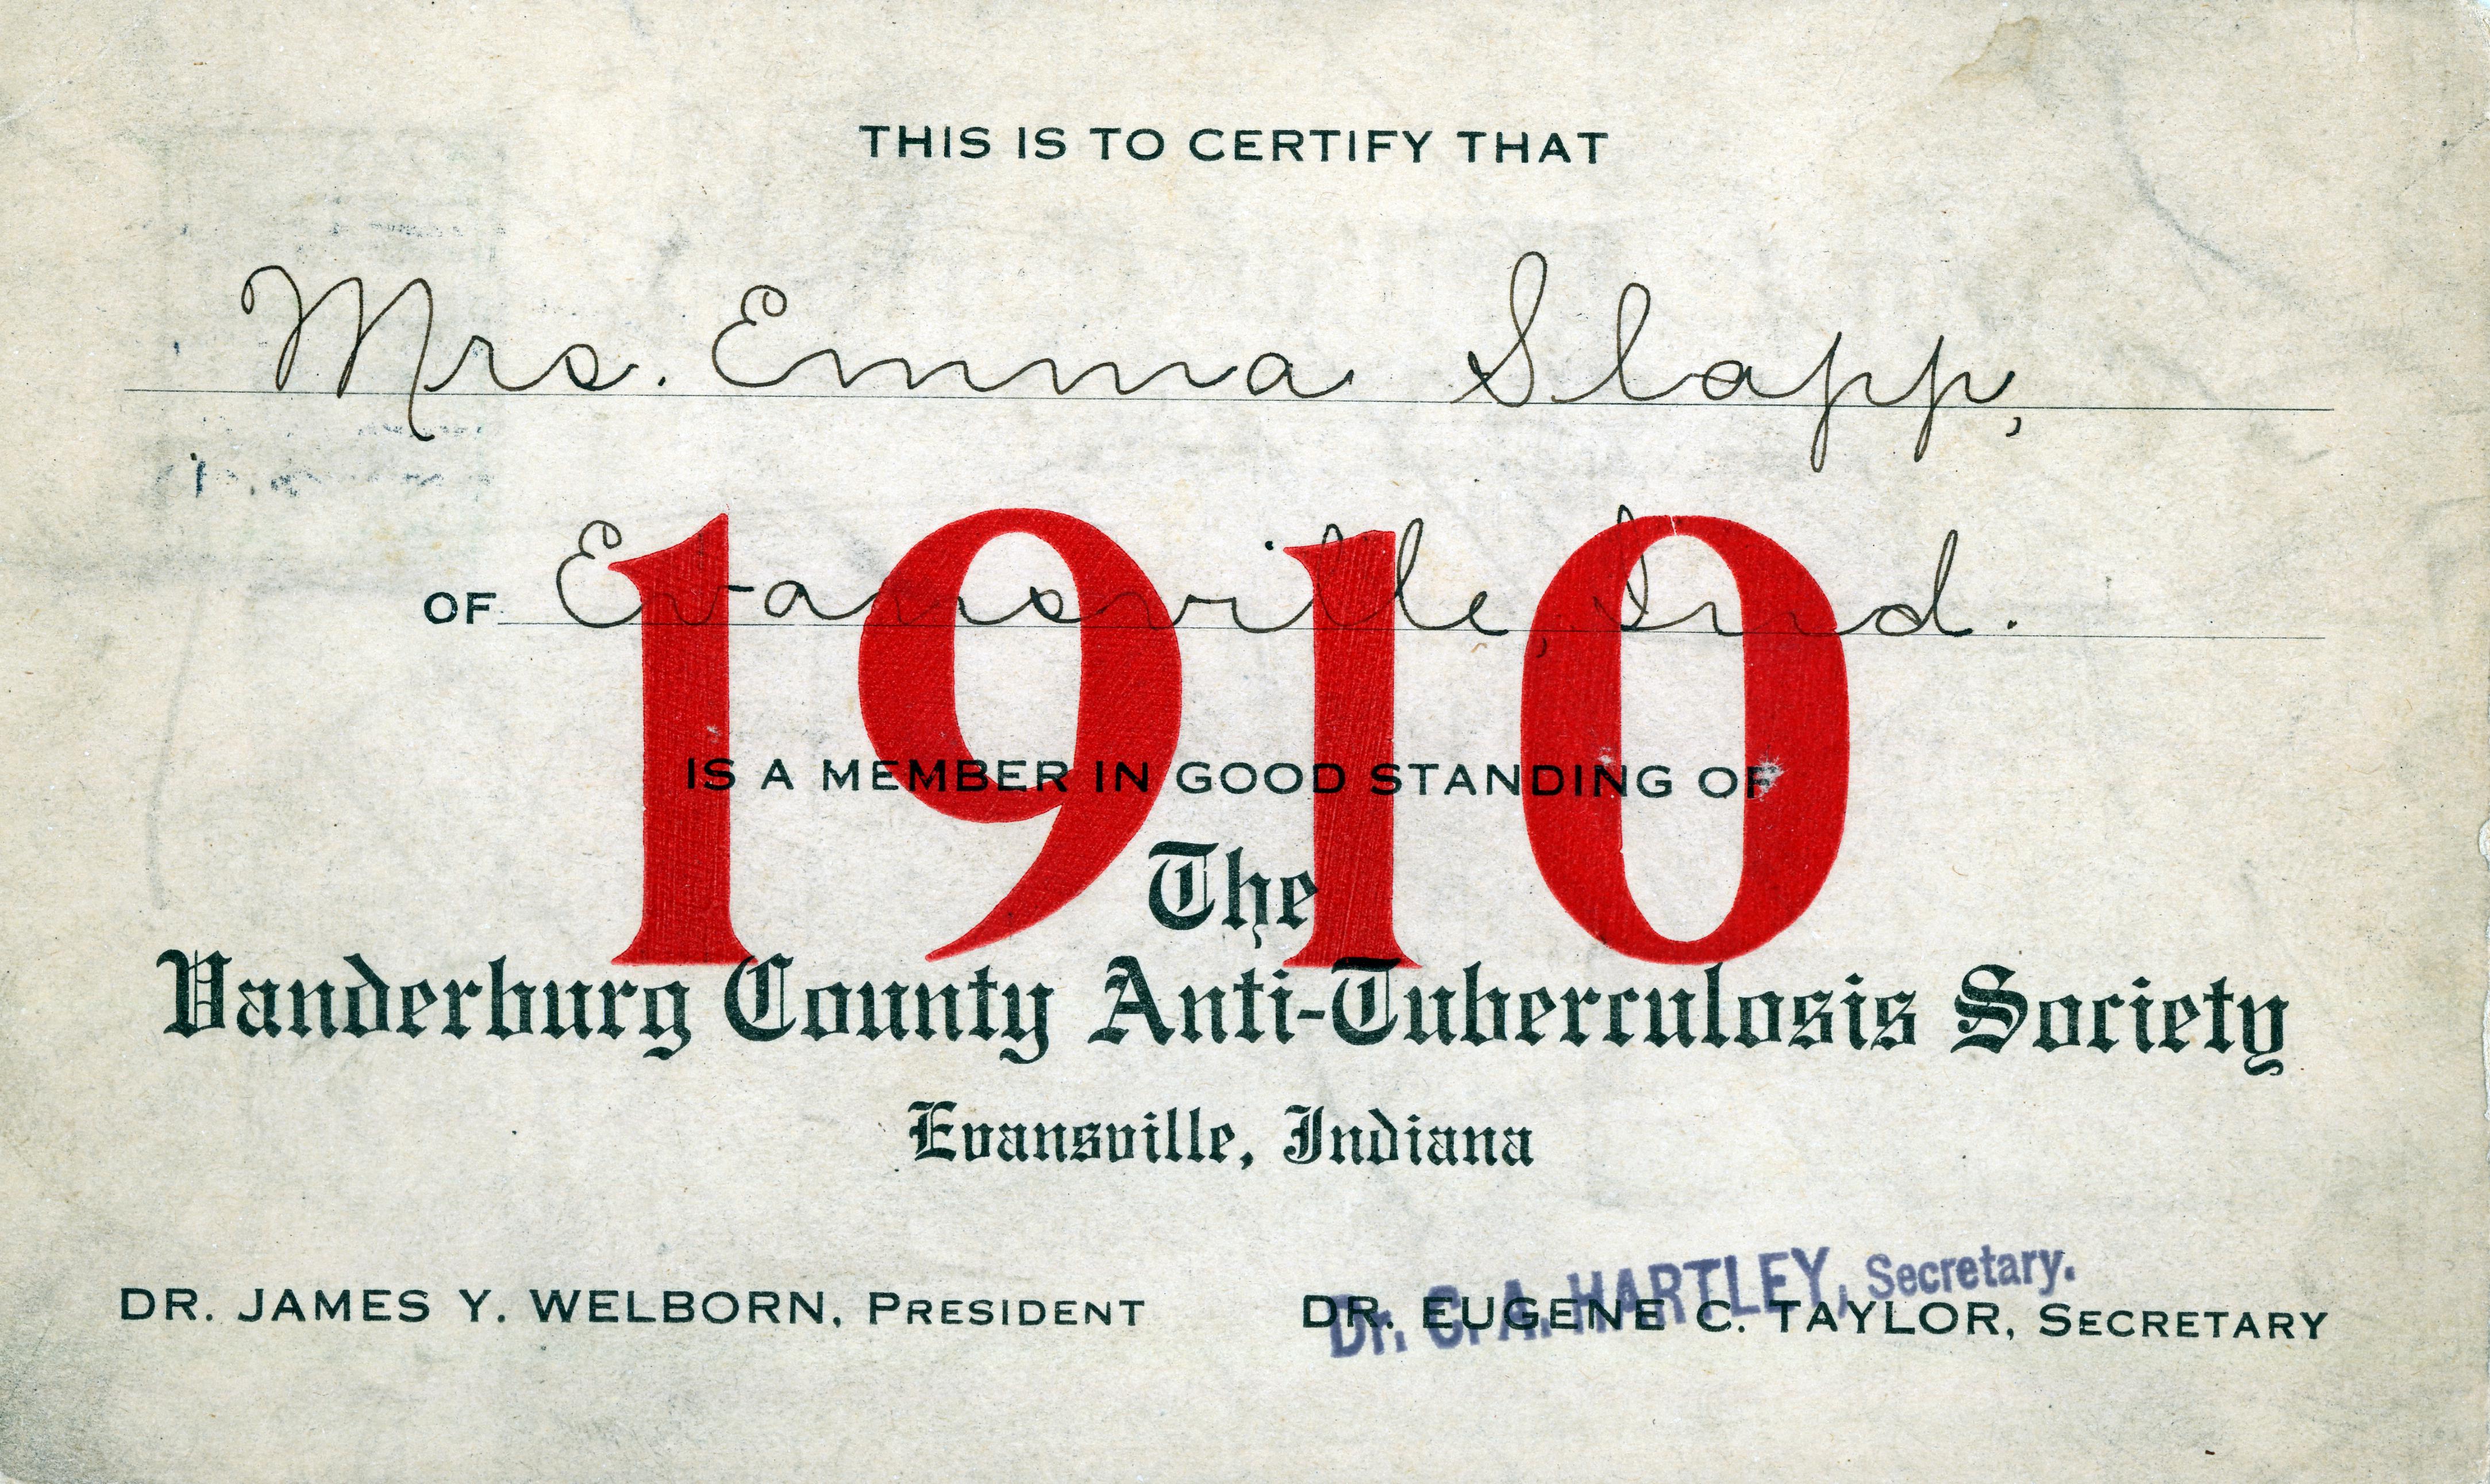 THIS IS TO CERTIFY THAT
Mrs. Emma Slapp,
1910
OF Evansville, Ind.
IS A MEMBER IN GOOD STANDING OF
The
Vanderburg County Anti-Tuberculosis Society
Evansville, Indiana
DR. JAMES Y. WELBORN, PRESIDENT
DR. EUGENE C. TAYLOR, SECRETARY
Dr. C. A. HARTLEY, Secretary.